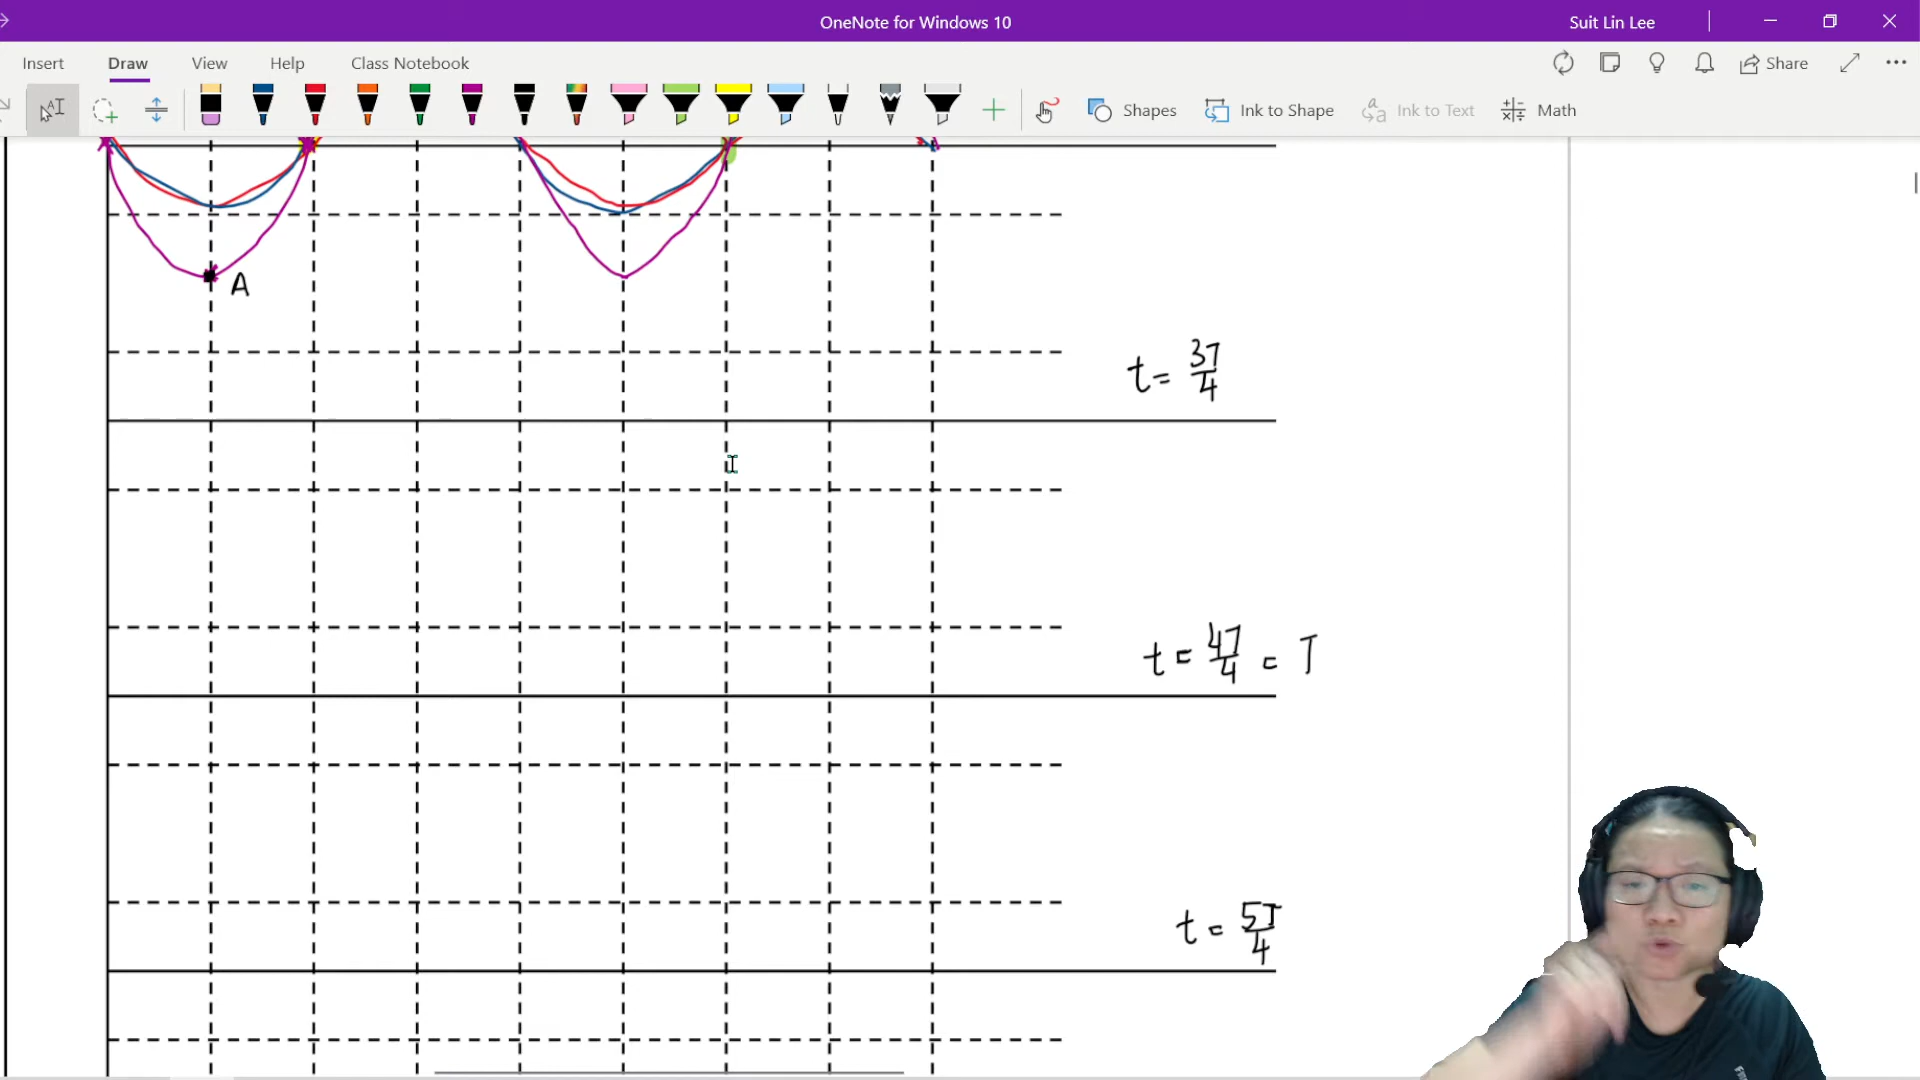 OneNote for Windows 10
Suit Lin Lee
Insert Draw View Help Class Notebook
Share
Shapes Ink to Shape Ink to Text Math
A
t = 3T/4
t = 4T/4 = T
t = 5T/4